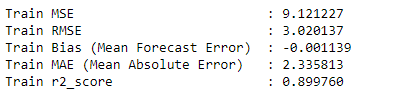 Train MSE : 9.121227
Train RMSE : 3.020137
Train Bias (Mean Forecast Error) : -0.001139
Train MAE (Mean Absolute Error) : 2.335813
Train r2_score : 0.899760